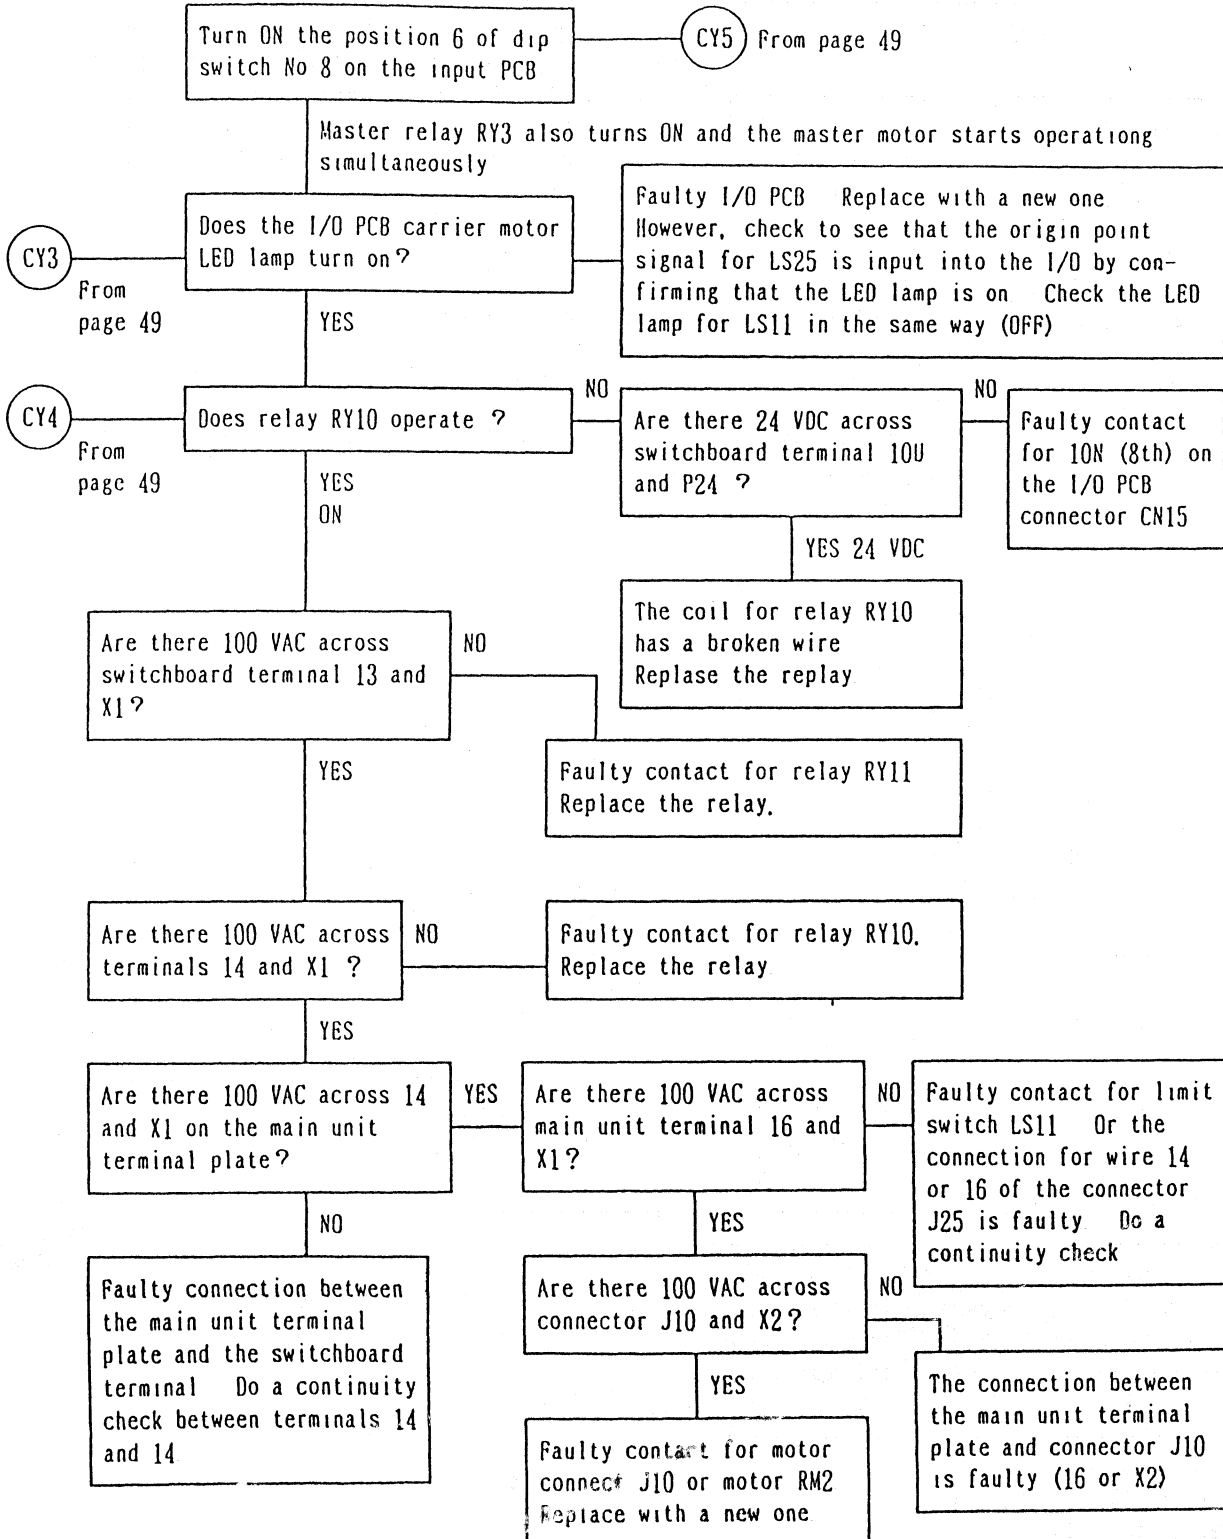 Turn ON the position 6 of dip
switch No 8 on the input PCB
CY5
From page 49
Master relay RY3 also turns ON and the master motor starts operationg
simultaneously
Does the I/O PCB carrier motor
LED lamp turn on?
CY3
From
page 49
Faulty I/O PCB Replace with a new one
However, check to see that the origin point
signal for LS25 is input into the I/O by con-
firming that the LED lamp is on Check the LED
lamp for LS11 in the same way (OFF)
YES
CY4
From
page 49
Does relay RY10 operate ?
NO
Are there 24 VDC across
switchboard terminal 10U
and P24 ?
NO
Faulty contact
for 10N (8th) on
the I/O PCB
connector CN15
YES
ON
YES 24 VDC
The coil for relay RY10
has a broken wire
Replase the replay
Are there 100 VAC across
switchboard terminal 13 and
X1?
NO
Faulty contact for relay RY11
Replace the relay.
YES
Are there 100 VAC across
terminals 14 and X1 ?
NO
Faulty contact for relay RY10.
Replace the relay
YES
Are there 100 VAC across 14
and X1 on the main unit
terminal plate?
YES
Are there 100 VAC across
main unit terminal 16 and
X1?
NO
Faulty contact for limit
switch LS11 Or the
connection for wire 14
or 16 of the connector
J25 is faulty Do a
continuity check
NO
Faulty connection between
the main unit terminal
plate and the switchboard
terminal Do a continuity
check between terminals 14
and 14
YES
Are there 100 VAC across
connector J10 and X2?
NO
The connection between
the main unit terminal
plate and connector J10
is faulty (16 or X2)
YES
Faulty contact for motor
connect J10 or motor RM2
Replace with a new one